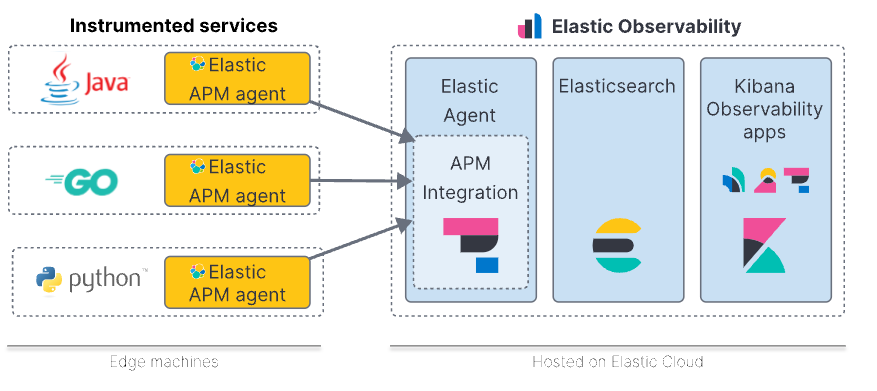 Instrumented services
Elastic Observability
Java™
Elastic
APM agent
GO
Elastic
APM agent
python™
Elastic
APM agent
Elastic
Agent
APM
Integration
Elasticsearch
Kibana
Observability
apps
Edge machines
Hosted on Elastic Cloud